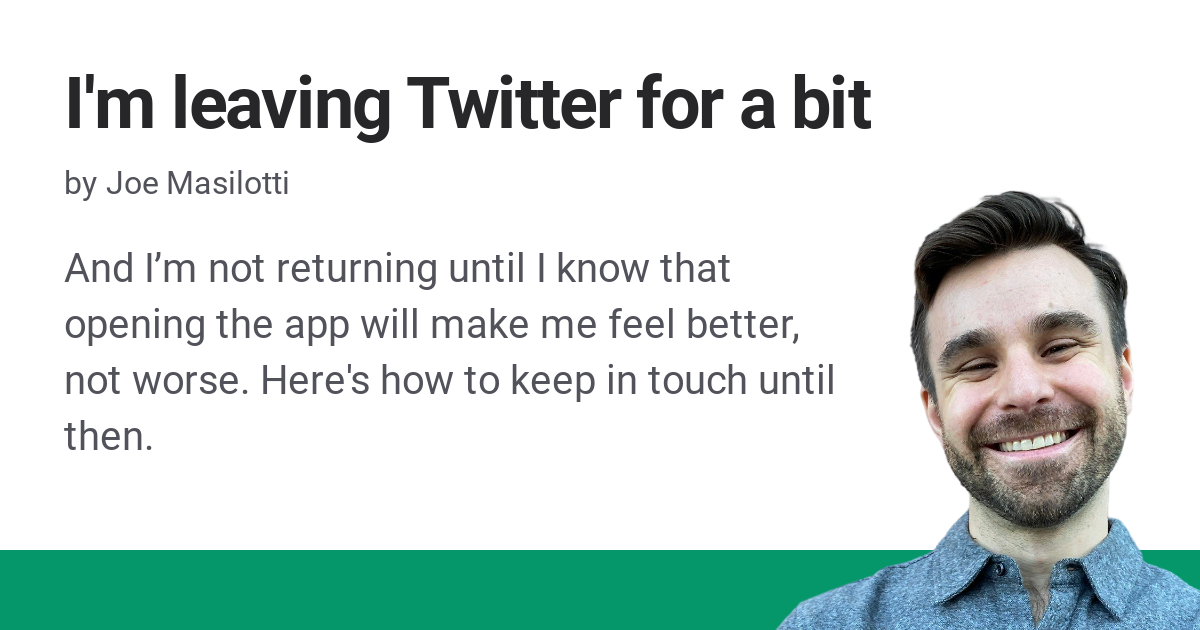 I'm leaving Twitter for a bit
by Joe Masilotti
And I’m not returning until I know that
opening the app will make me feel better,
not worse. Here's how to keep in touch until
then.